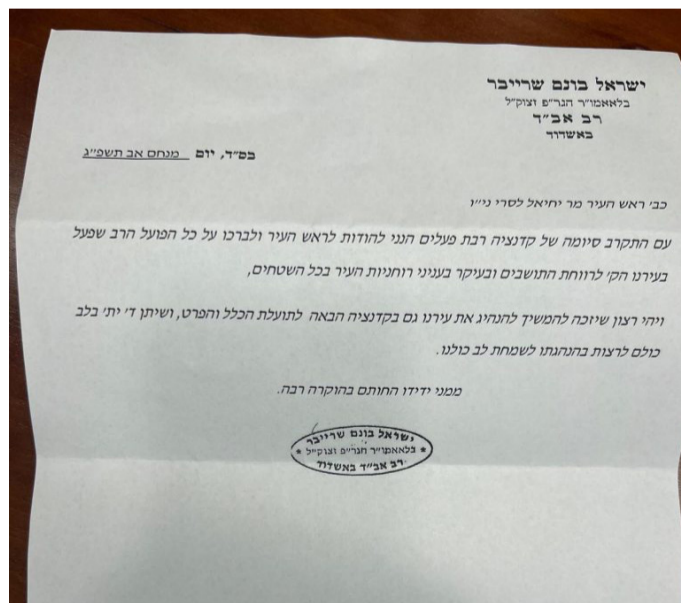 ישראל בונם שרייבר
בלאאמו״ר הגר״פ זצוק״ל
רב אב״ד
באשדוד
בס״ד, יום מנחם אב תשפ״ג
כב׳ ראש העיר מר יחיאל לסרי ני״ו
עם התקרב סיומה של קדנציה רבת פעלים הנני להודות לראש העיר ולברכו על כל הפועל הרב שפעל
בעירנו הק׳ לרווחת התושבים ובעיקר בעניני רוחניות העיר בכל השטחים,
ויהי רצון שיזכה להמשיך להנהיג את עירנו גם בקדנציה הבאה לתועלת הכלל והפרט, ושיתן ד׳ ית׳ בלב
כולם לרצות בהנהגתו לשמחת לב כולנו.
ממני ידידו החותם בהוקרה רבה.
ישראל בונם שרייבר
* בלאאמו״ר הגר״פ זצוק״ל *
רב אב״ד באשדוד